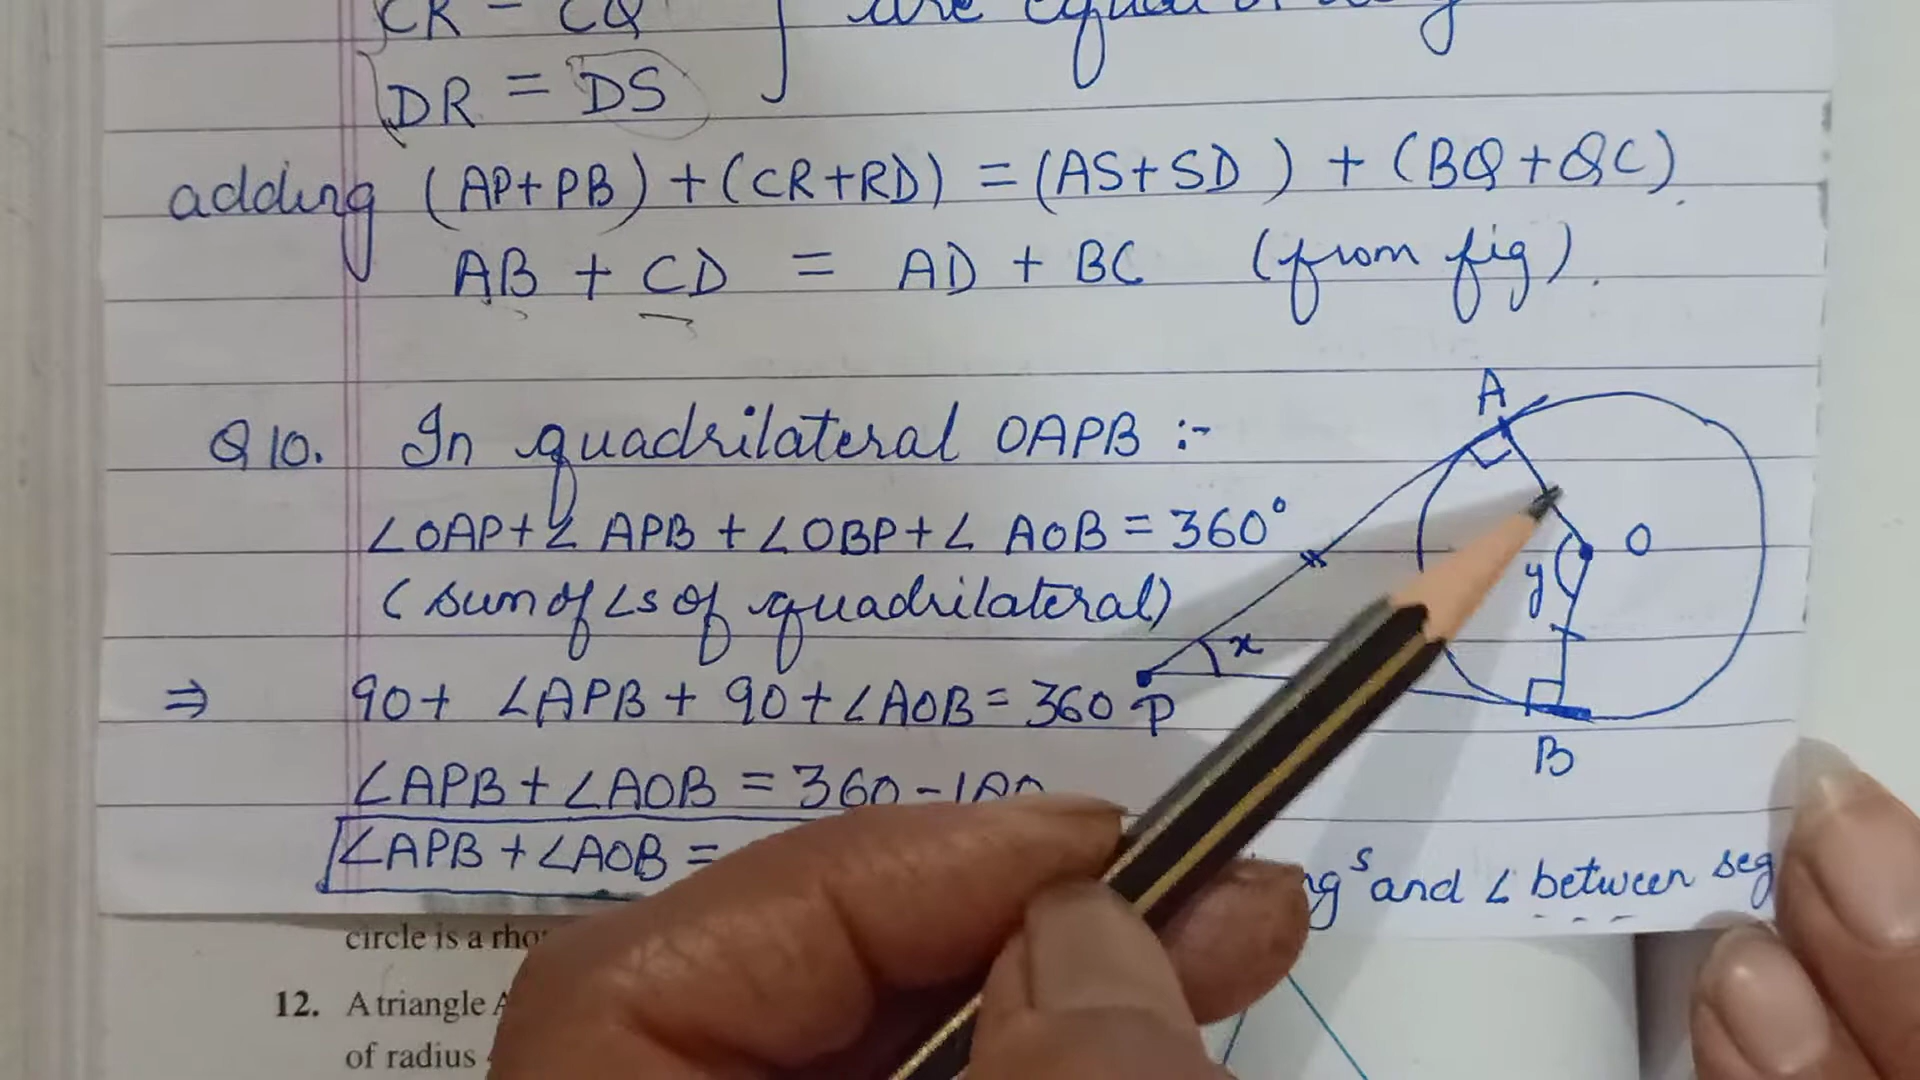 CR = CQ
DR = DS
adding (AP+PB) + (CR+RD) = (AS+SD) + (BQ+QC)
AB + CD = AD + BC (from fig)
Q10. In quadrilateral OAPB :-
∠OAP+∠APB+∠OBP+∠AOB=360°
(sum of ∠s of quadrilateral)
⇒ 90+ ∠APB + 90+∠AOB=360
∠APB+∠AOB = 360-180
∠APB+∠AOB =
A
O
y
x
P
B
and ∠ between seg
circle is a
12. A triangle
of radius